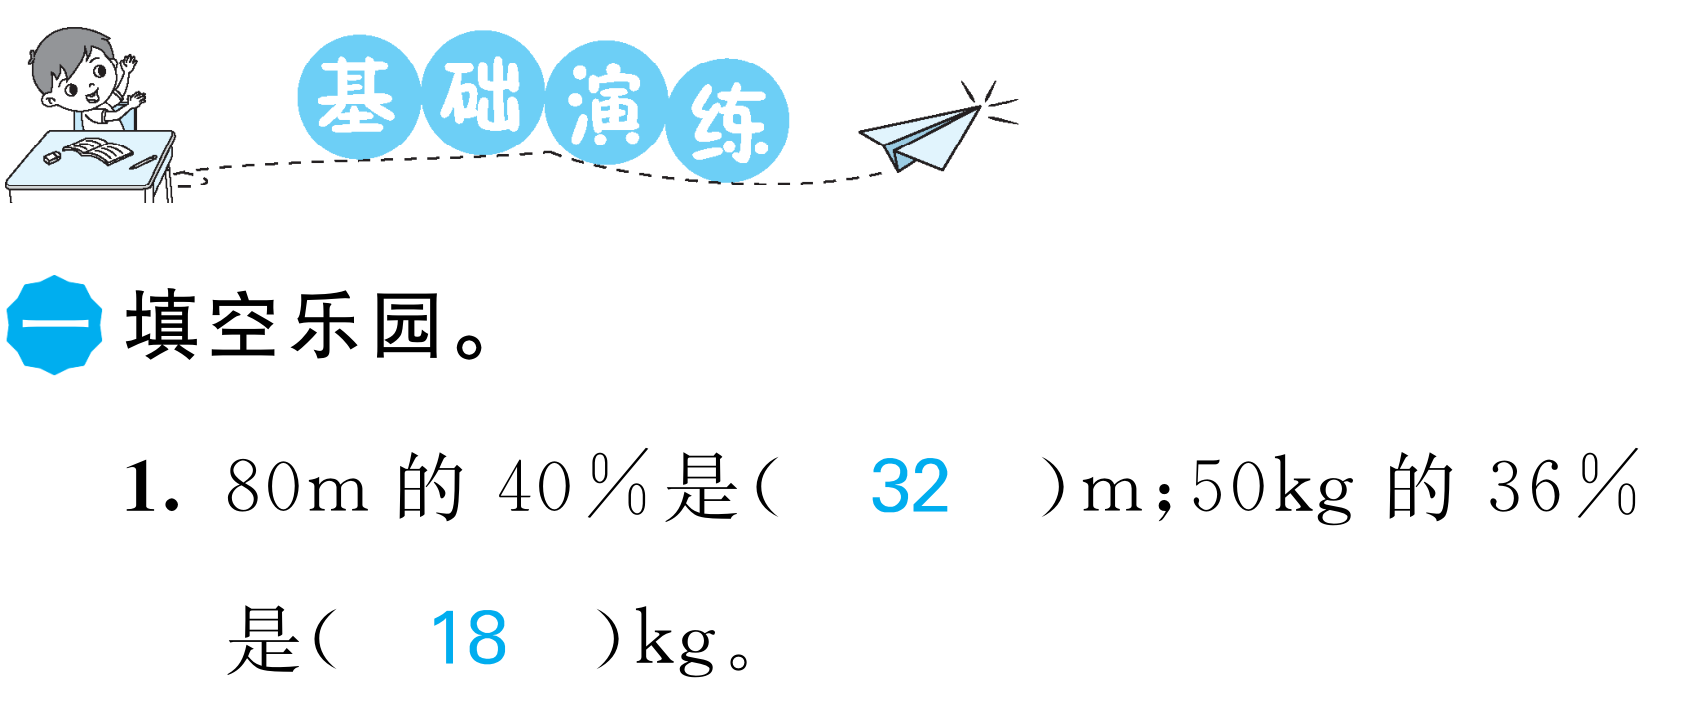 基础演练
一 填空乐园。
1. 80m 的 40%是( 32 )m;50kg 的 36%
是( 18 )kg。